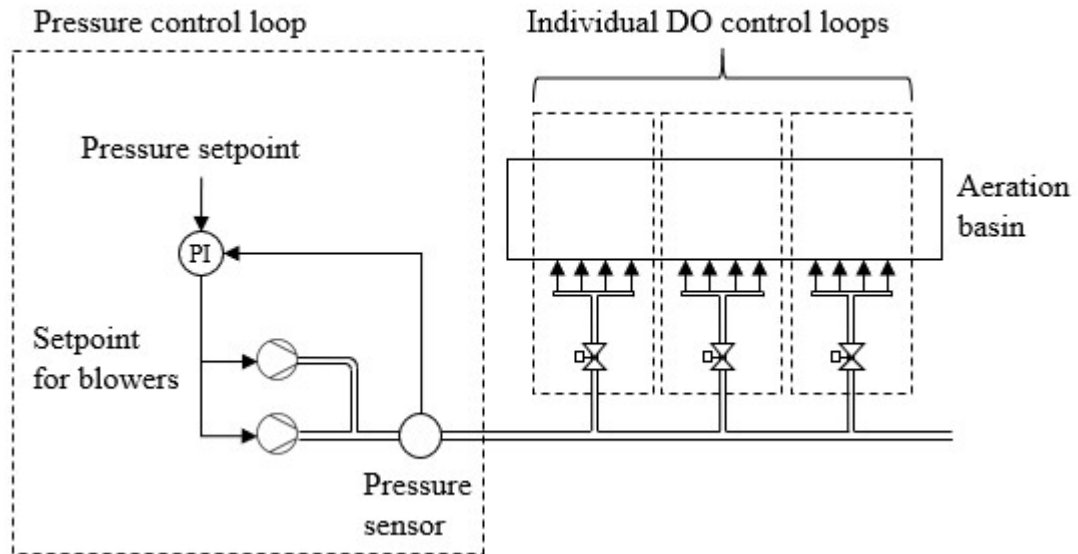 Pressure control loop
Individual DO control loops
Pressure setpoint
PI
Aeration
basin
Setpoint
for blowers
Pressure
sensor